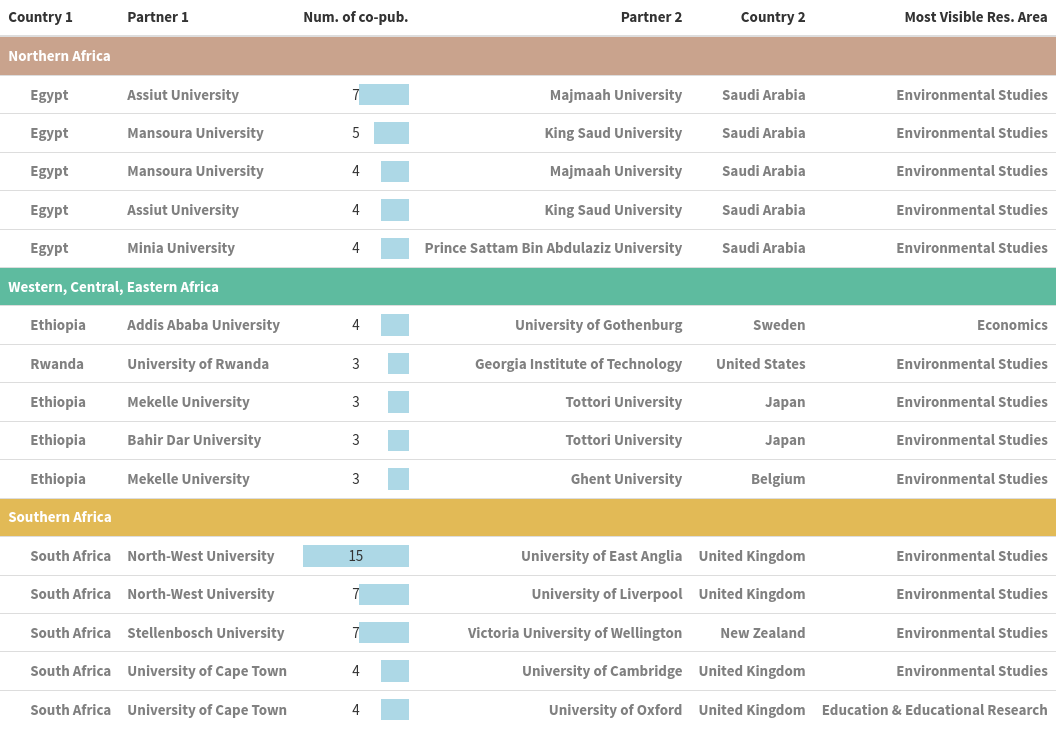 Country 1 Partner 1 Num. of co-pub. Partner 2 Country 2 Most Visible Res. Area
Northern Africa
Egypt Assiut University 7 Majmaah University Saudi Arabia Environmental Studies
Egypt Mansoura University 5 King Saud University Saudi Arabia Environmental Studies
Egypt Mansoura University 4 Majmaah University Saudi Arabia Environmental Studies
Egypt Assiut University 4 King Saud University Saudi Arabia Environmental Studies
Egypt Minia University 4 Prince Sattam Bin Abdulaziz University Saudi Arabia Environmental Studies
Western, Central, Eastern Africa
Ethiopia Addis Ababa University 4 University of Gothenburg Sweden Economics
Rwanda University of Rwanda 3 Georgia Institute of Technology United States Environmental Studies
Ethiopia Mekelle University 3 Tottori University Japan Environmental Studies
Ethiopia Bahir Dar University 3 Tottori University Japan Environmental Studies
Ethiopia Mekelle University 3 Ghent University Belgium Environmental Studies
Southern Africa
South Africa North-West University 15 University of East Anglia United Kingdom Environmental Studies
South Africa North-West University 7 University of Liverpool United Kingdom Environmental Studies
South Africa Stellenbosch University 7 Victoria University of Wellington New Zealand Environmental Studies
South Africa University of Cape Town 4 University of Cambridge United Kingdom Environmental Studies
South Africa University of Cape Town 4 University of Oxford United Kingdom Education & Educational Research